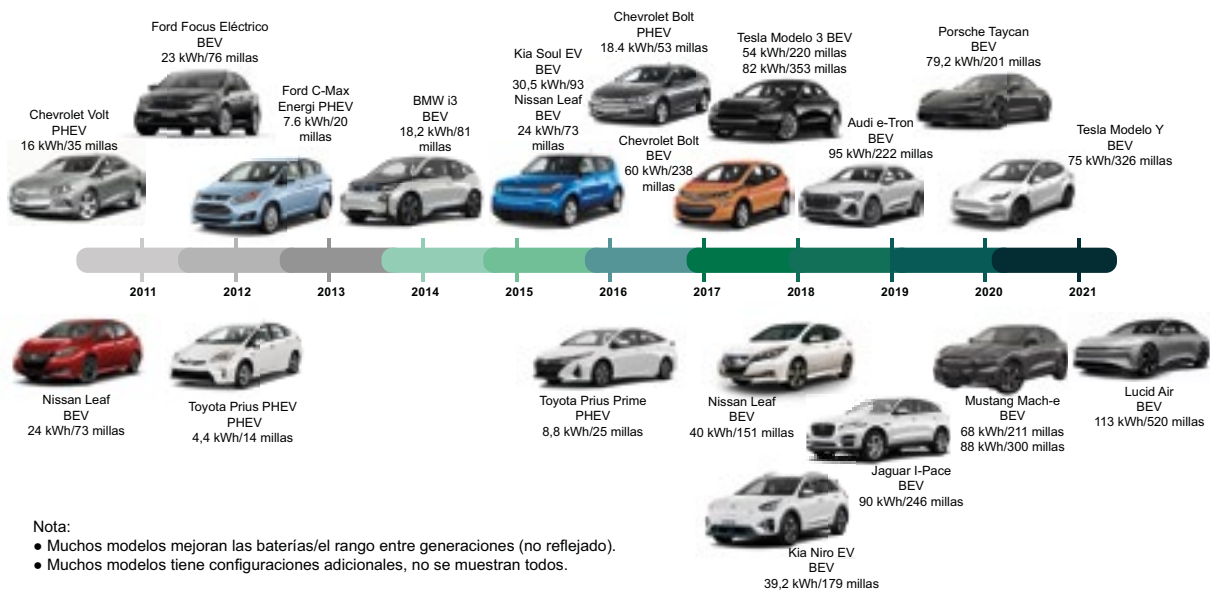 Ford Focus Eléctrico
BEV
23 kWh/76 millas
Chevrolet Volt
PHEV
16 kWh/35 millas
Ford C-Max
Energi PHEV
7.6 kWh/20
millas
BMW i3
BEV
18,2 kWh/81
millas
Kia Soul EV
BEV
30,5 kWh/93
Nissan Leaf
BEV
24 kWh/73
millas
Chevrolet Bolt
PHEV
18.4 kWh/53 millas
Chevrolet Bolt
BEV
60 kWh/238
millas
Tesla Modelo 3 BEV
54 kWh/220 millas
82 kWh/353 millas
Audi e-Tron
BEV
95 kWh/222 millas
Porsche Taycan
BEV
79,2 kWh/201 millas
Tesla Modelo Y
BEV
75 kWh/326 millas
2011
2012
2013
2014
2015
2016
2017
2018
2019
2020
2021
Nissan Leaf
BEV
24 kWh/73 millas
Toyota Prius PHEV
PHEV
4,4 kWh/14 millas
Toyota Prius Prime
PHEV
8,8 kWh/25 millas
Nissan Leaf
BEV
40 kWh/151 millas
Jaguar I-Pace
BEV
90 kWh/246 millas
Kia Niro EV
BEV
39,2 kWh/179 millas
Mustang Mach-e
BEV
68 kWh/211 millas
88 kWh/300 millas
Lucid Air
BEV
113 kWh/520 millas
Nota:
● Muchos modelos mejoran las baterías/el rango entre generaciones (no reflejado).
● Muchos modelos tiene configuraciones adicionales, no se muestran todos.